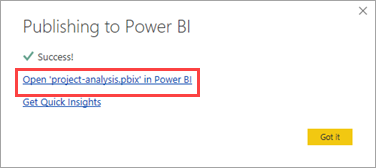 Publishing to Power BI
Success!
Open 'project-analysis.pbix' in Power BI
Get Quick Insights
Got it